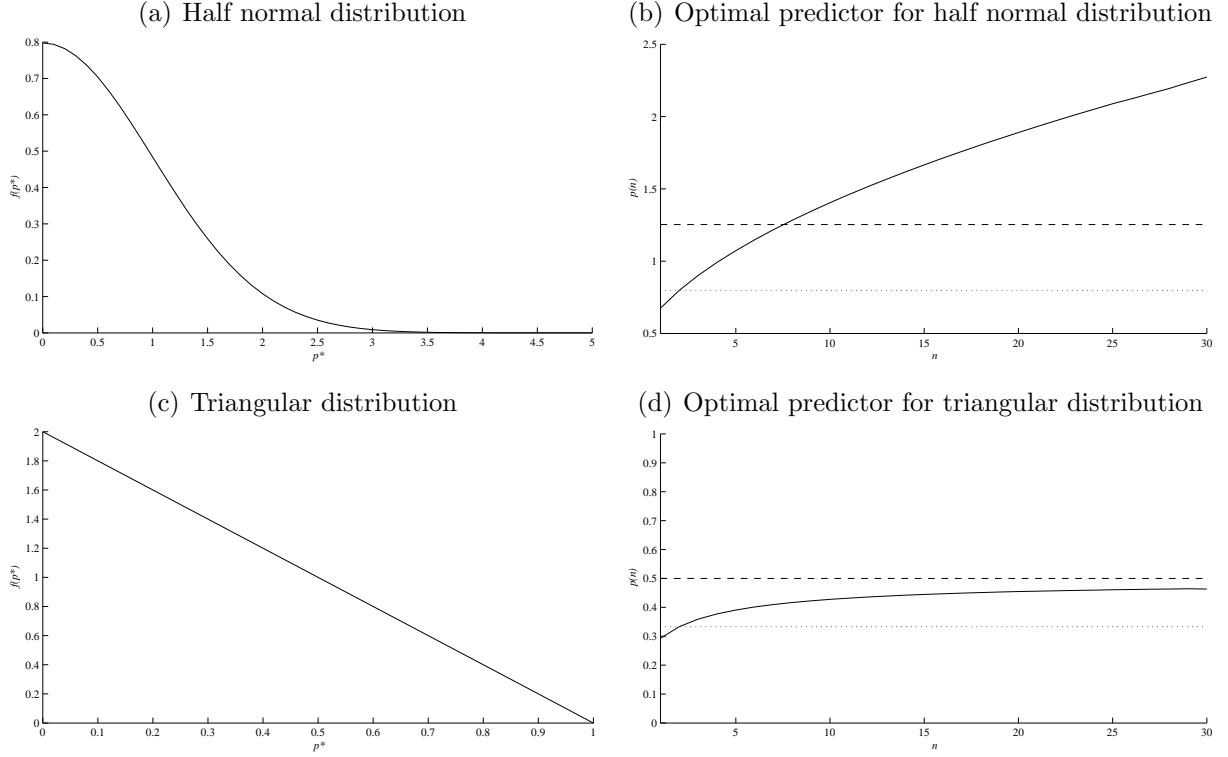 (a) Half normal distribution
0.8
0.7
0.6
0.5
0.4
0.3
0.2
0.1
0
f(p*)
0 0.5 1 1.5 2 2.5 3 3.5 4 4.5 5
p*
(b) Optimal predictor for half normal distribution
2.5
2
1.5
1
0.5
p(n)
5 10 15 20 25 30
n
(c) Triangular distribution
2
1.8
1.6
1.4
1.2
1
0.8
0.6
0.4
0.2
0
f(p*)
0 0.1 0.2 0.3 0.4 0.5 0.6 0.7 0.8 0.9 1
p*
(d) Optimal predictor for triangular distribution
1
0.9
0.8
0.7
0.6
0.5
0.4
0.3
0.2
0.1
0
p(n)
5 10 15 20 25 30
n